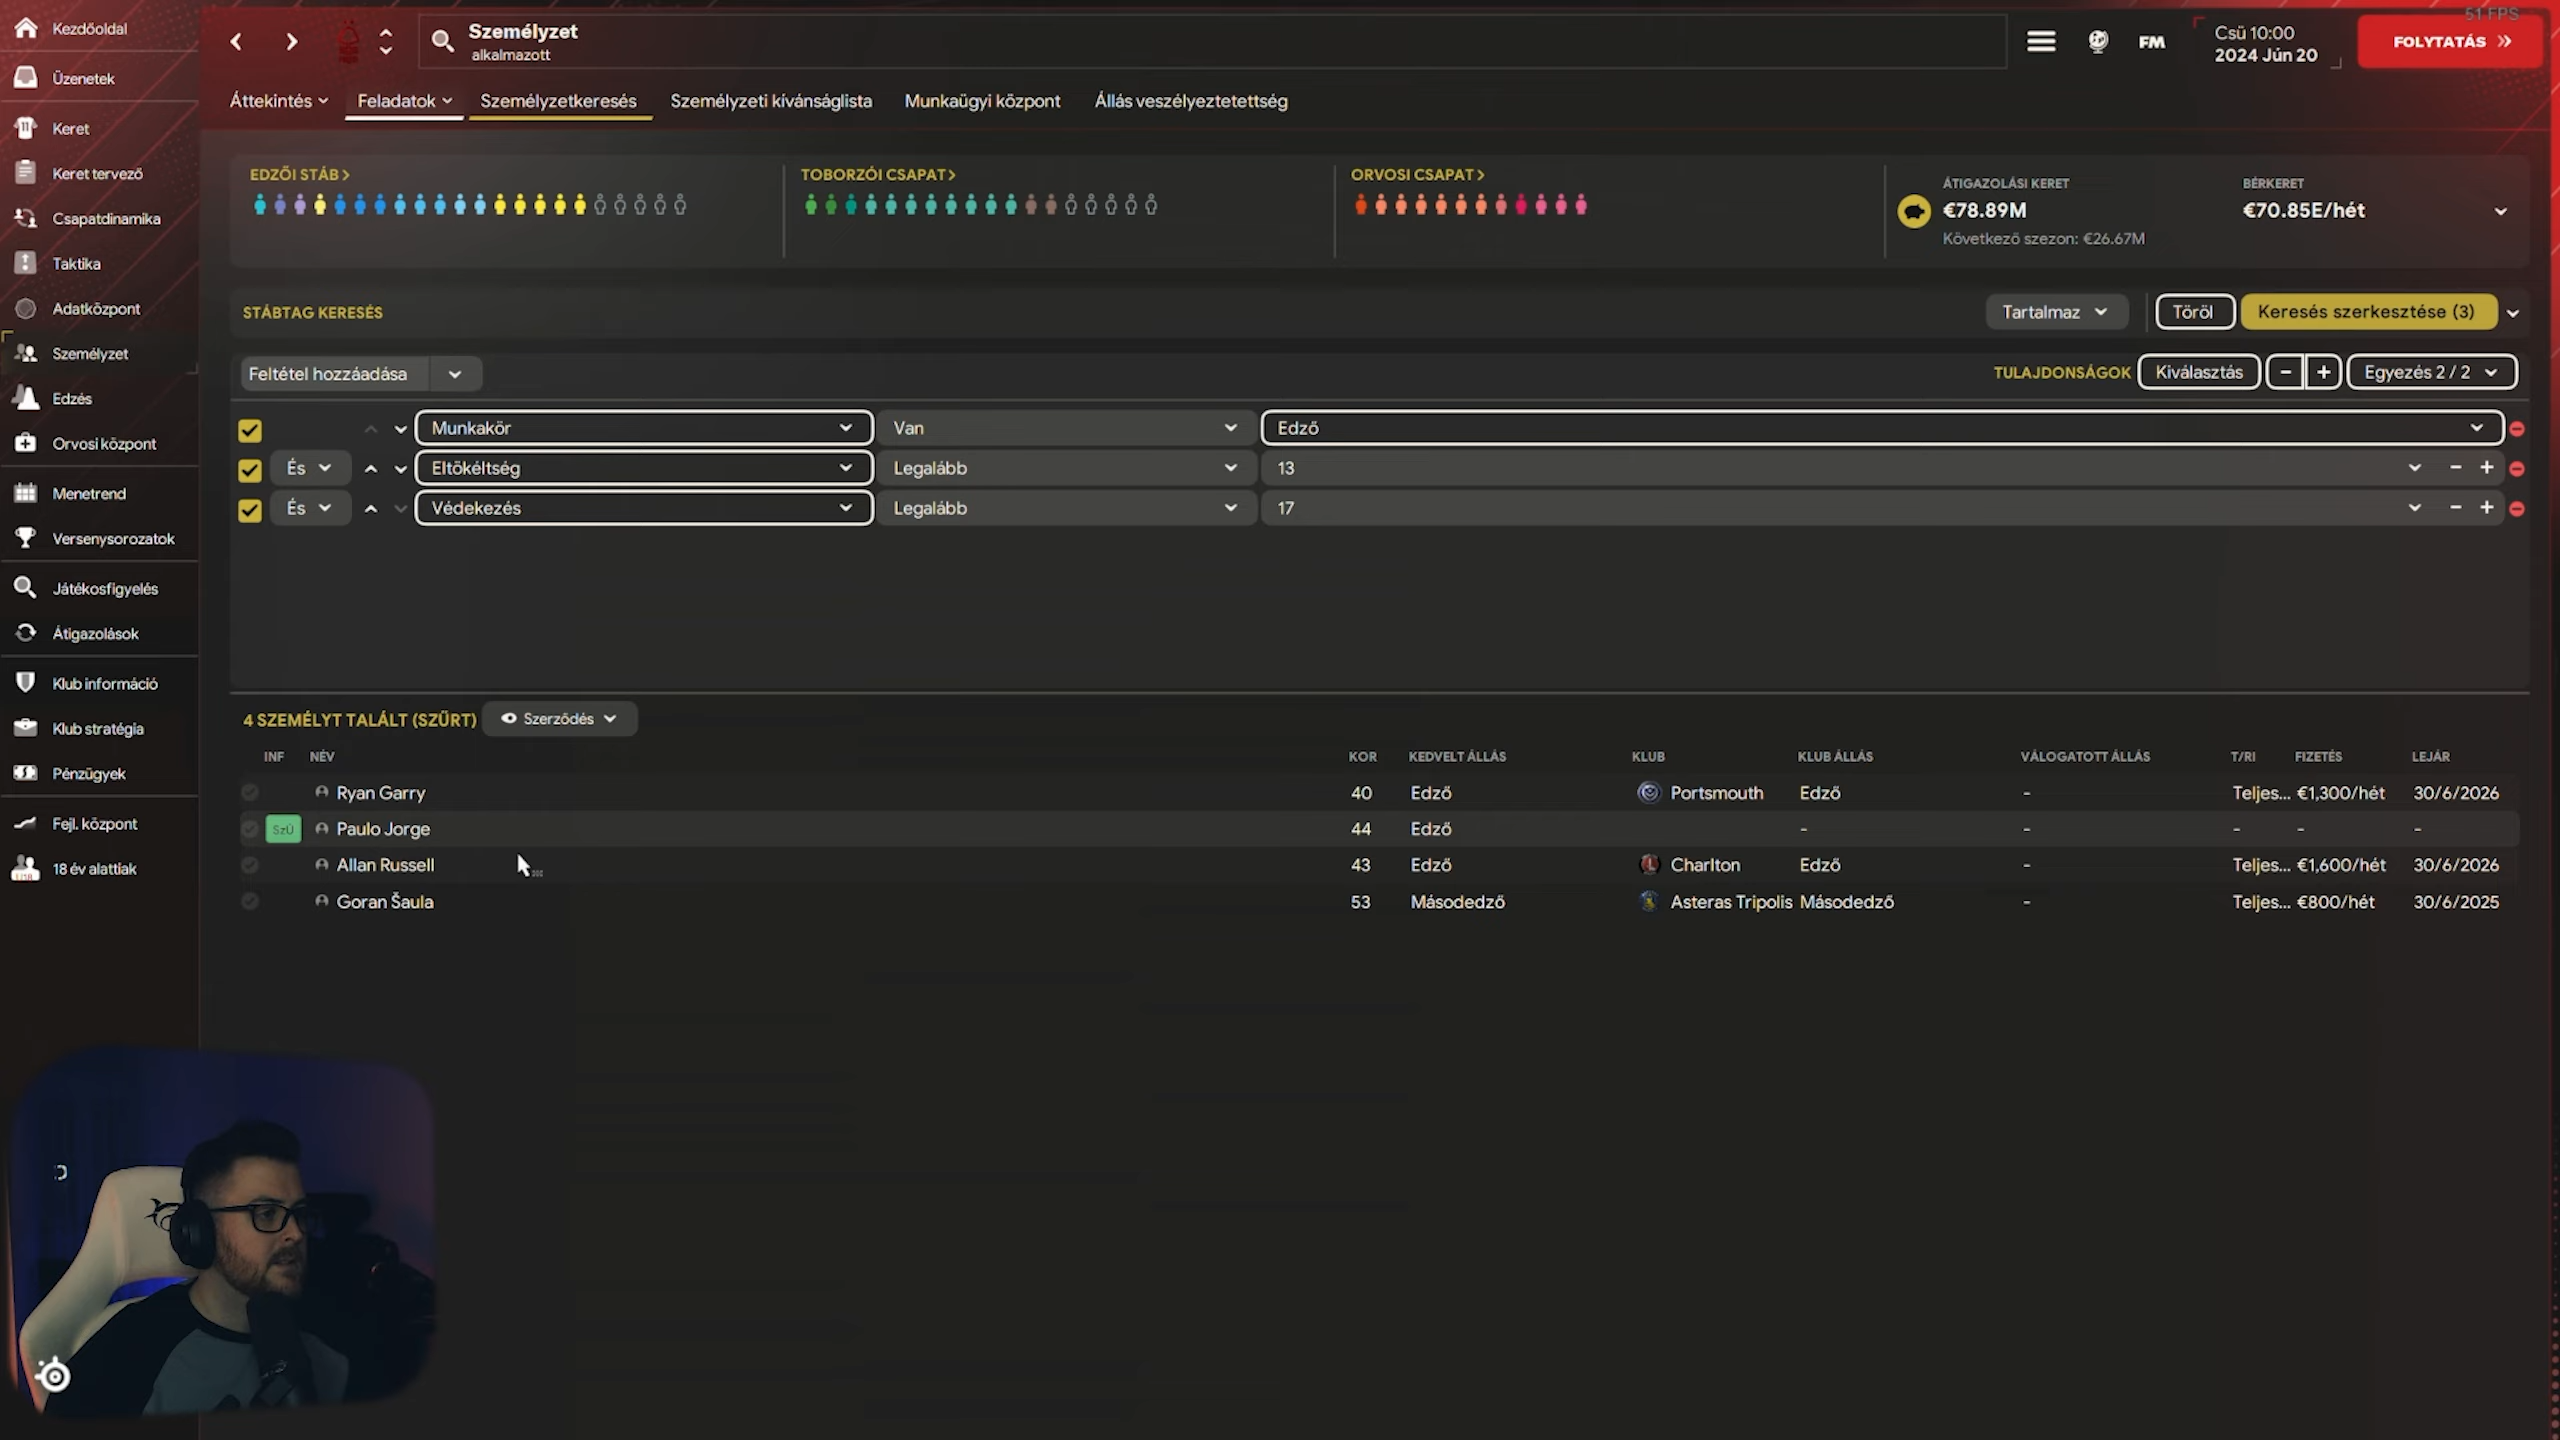 51 FPS
Kezdőoldal
Üzenetek
Keret
Keret tervező
Csapatdinamika
Taktika
Adatközpont
Személyzet
Edzés
Orvosi központ
Menetrend
Versenysorozatok
Játékosfigyelés
Átigazolások
Klub információ
Klub stratégia
Pénzügyek
Fejl. központ
18 év alattiak
Személyzet
alkalmazott
FM
Csü 10:00
2024 Jún 20
FOLYTATÁS
Áttekintés
Feladatok
Személyzetkeresés
Személyzeti kívánságlista
Munkaügyi központ
Állás veszélyeztetettség
EDZŐI STÁB
TOBORZÓI CSAPAT
ORVOSI CSAPAT
ÁTIGAZOLÁSI KERET
€78.89M
Következő szezon: €26.67M
BÉRKERET
€70.85E/hét
STÁBTAG KERESÉS
Tartalmaz
Töröl
Keresés szerkesztése (3)
Feltétel hozzáadása
TULAJDONSÁGOK
Kiválasztás
Egyezés 2 / 2
Munkakör Van Edző
És Eltökéltség Legalább 13
És Védekezés Legalább 17
4 SZEMÉLYT TALÁLT (SZŰRT) Szerződés
INF NÉV KOR KEDVELT ÁLLÁS KLUB KLUB ÁLLÁS VÁLOGATOTT ÁLLÁS T/RI FIZETÉS LEJÁR
Ryan Garry 40 Edző Portsmouth Edző - Teljes... €1,300/hét 30/6/2026
SzÜ Paulo Jorge 44 Edző - - - - -
Allan Russell 43 Edző Charlton Edző - Teljes... €1,600/hét 30/6/2026
Goran Šaula 53 Másodedző Asteras Tripolis Másodedző - Teljes... €800/hét 30/6/2025